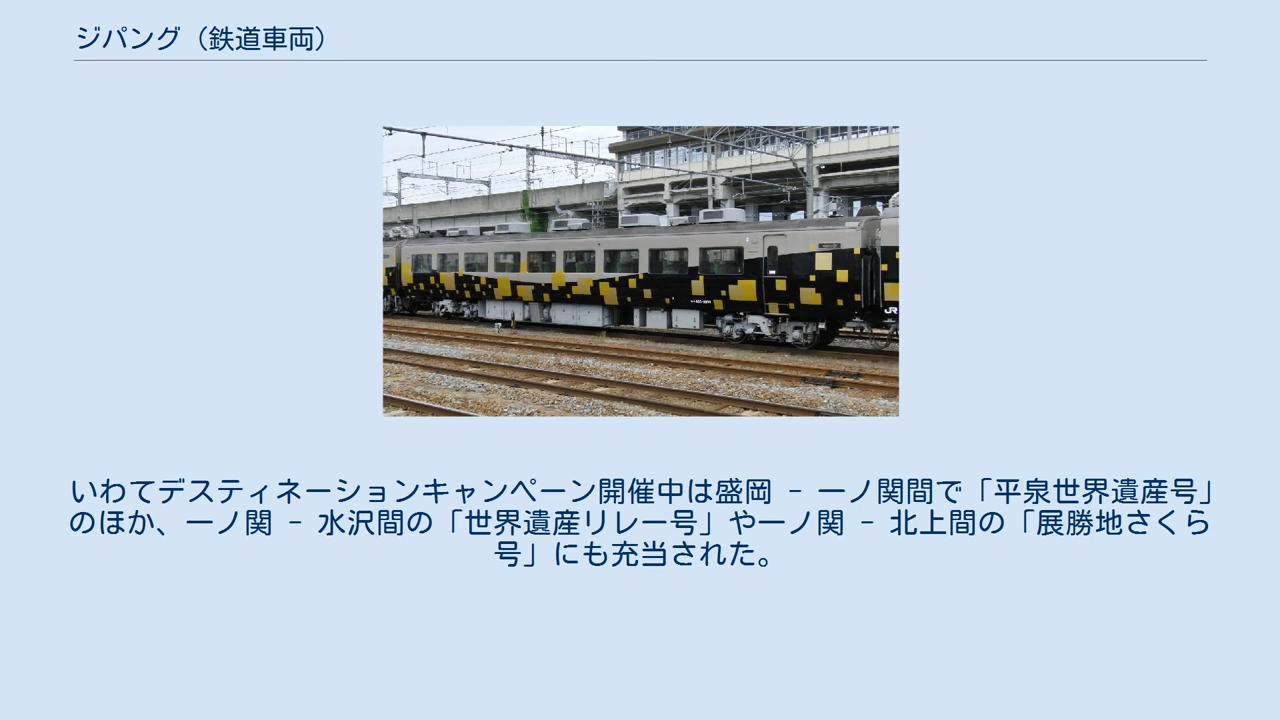 ジパング（鉄道車両）
いわてデスティネーションキャンペーン開催中は盛岡 - 一ノ関間で「平泉世界遺産号」
のほか、一ノ関 - 水沢間の「世界遺産リレー号」や一ノ関 - 北上間の「展勝地さくら
号」にも充当された。
JR